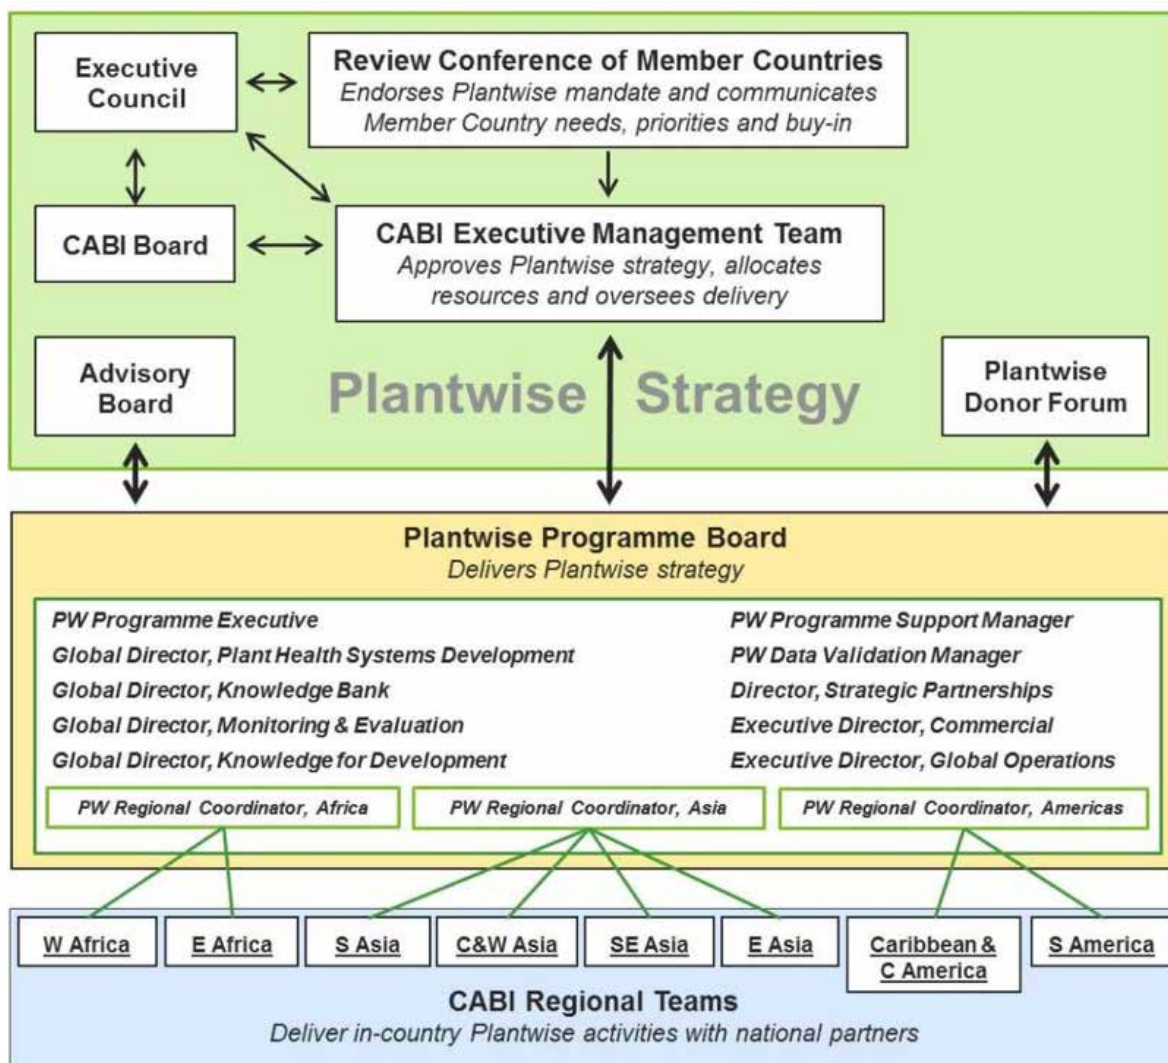 Executive
Council
Review Conference of Member Countries
Endorses Plantwise mandate and communicates
Member Country needs, priorities and buy-in
CABI Board
CABI Executive Management Team
Approves Plantwise strategy, allocates
resources and oversees delivery
Advisory
Board
Plantwise Strategy
Plantwise
Donor Forum
Plantwise Programme Board
Delivers Plantwise strategy
PW Programme Executive
Global Director, Plant Health Systems Development
Global Director, Knowledge Bank
Global Director, Monitoring & Evaluation
Global Director, Knowledge for Development
PW Programme Support Manager
PW Data Validation Manager
Director, Strategic Partnerships
Executive Director, Commercial
Executive Director, Global Operations
PW Regional Coordinator, Africa
PW Regional Coordinator, Asia
PW Regional Coordinator, Americas
W Africa
E Africa
S Asia
C&W Asia
SE Asia
E Asia
Caribbean &
C America
S America
CABI Regional Teams
Deliver in-country Plantwise activities with national partners